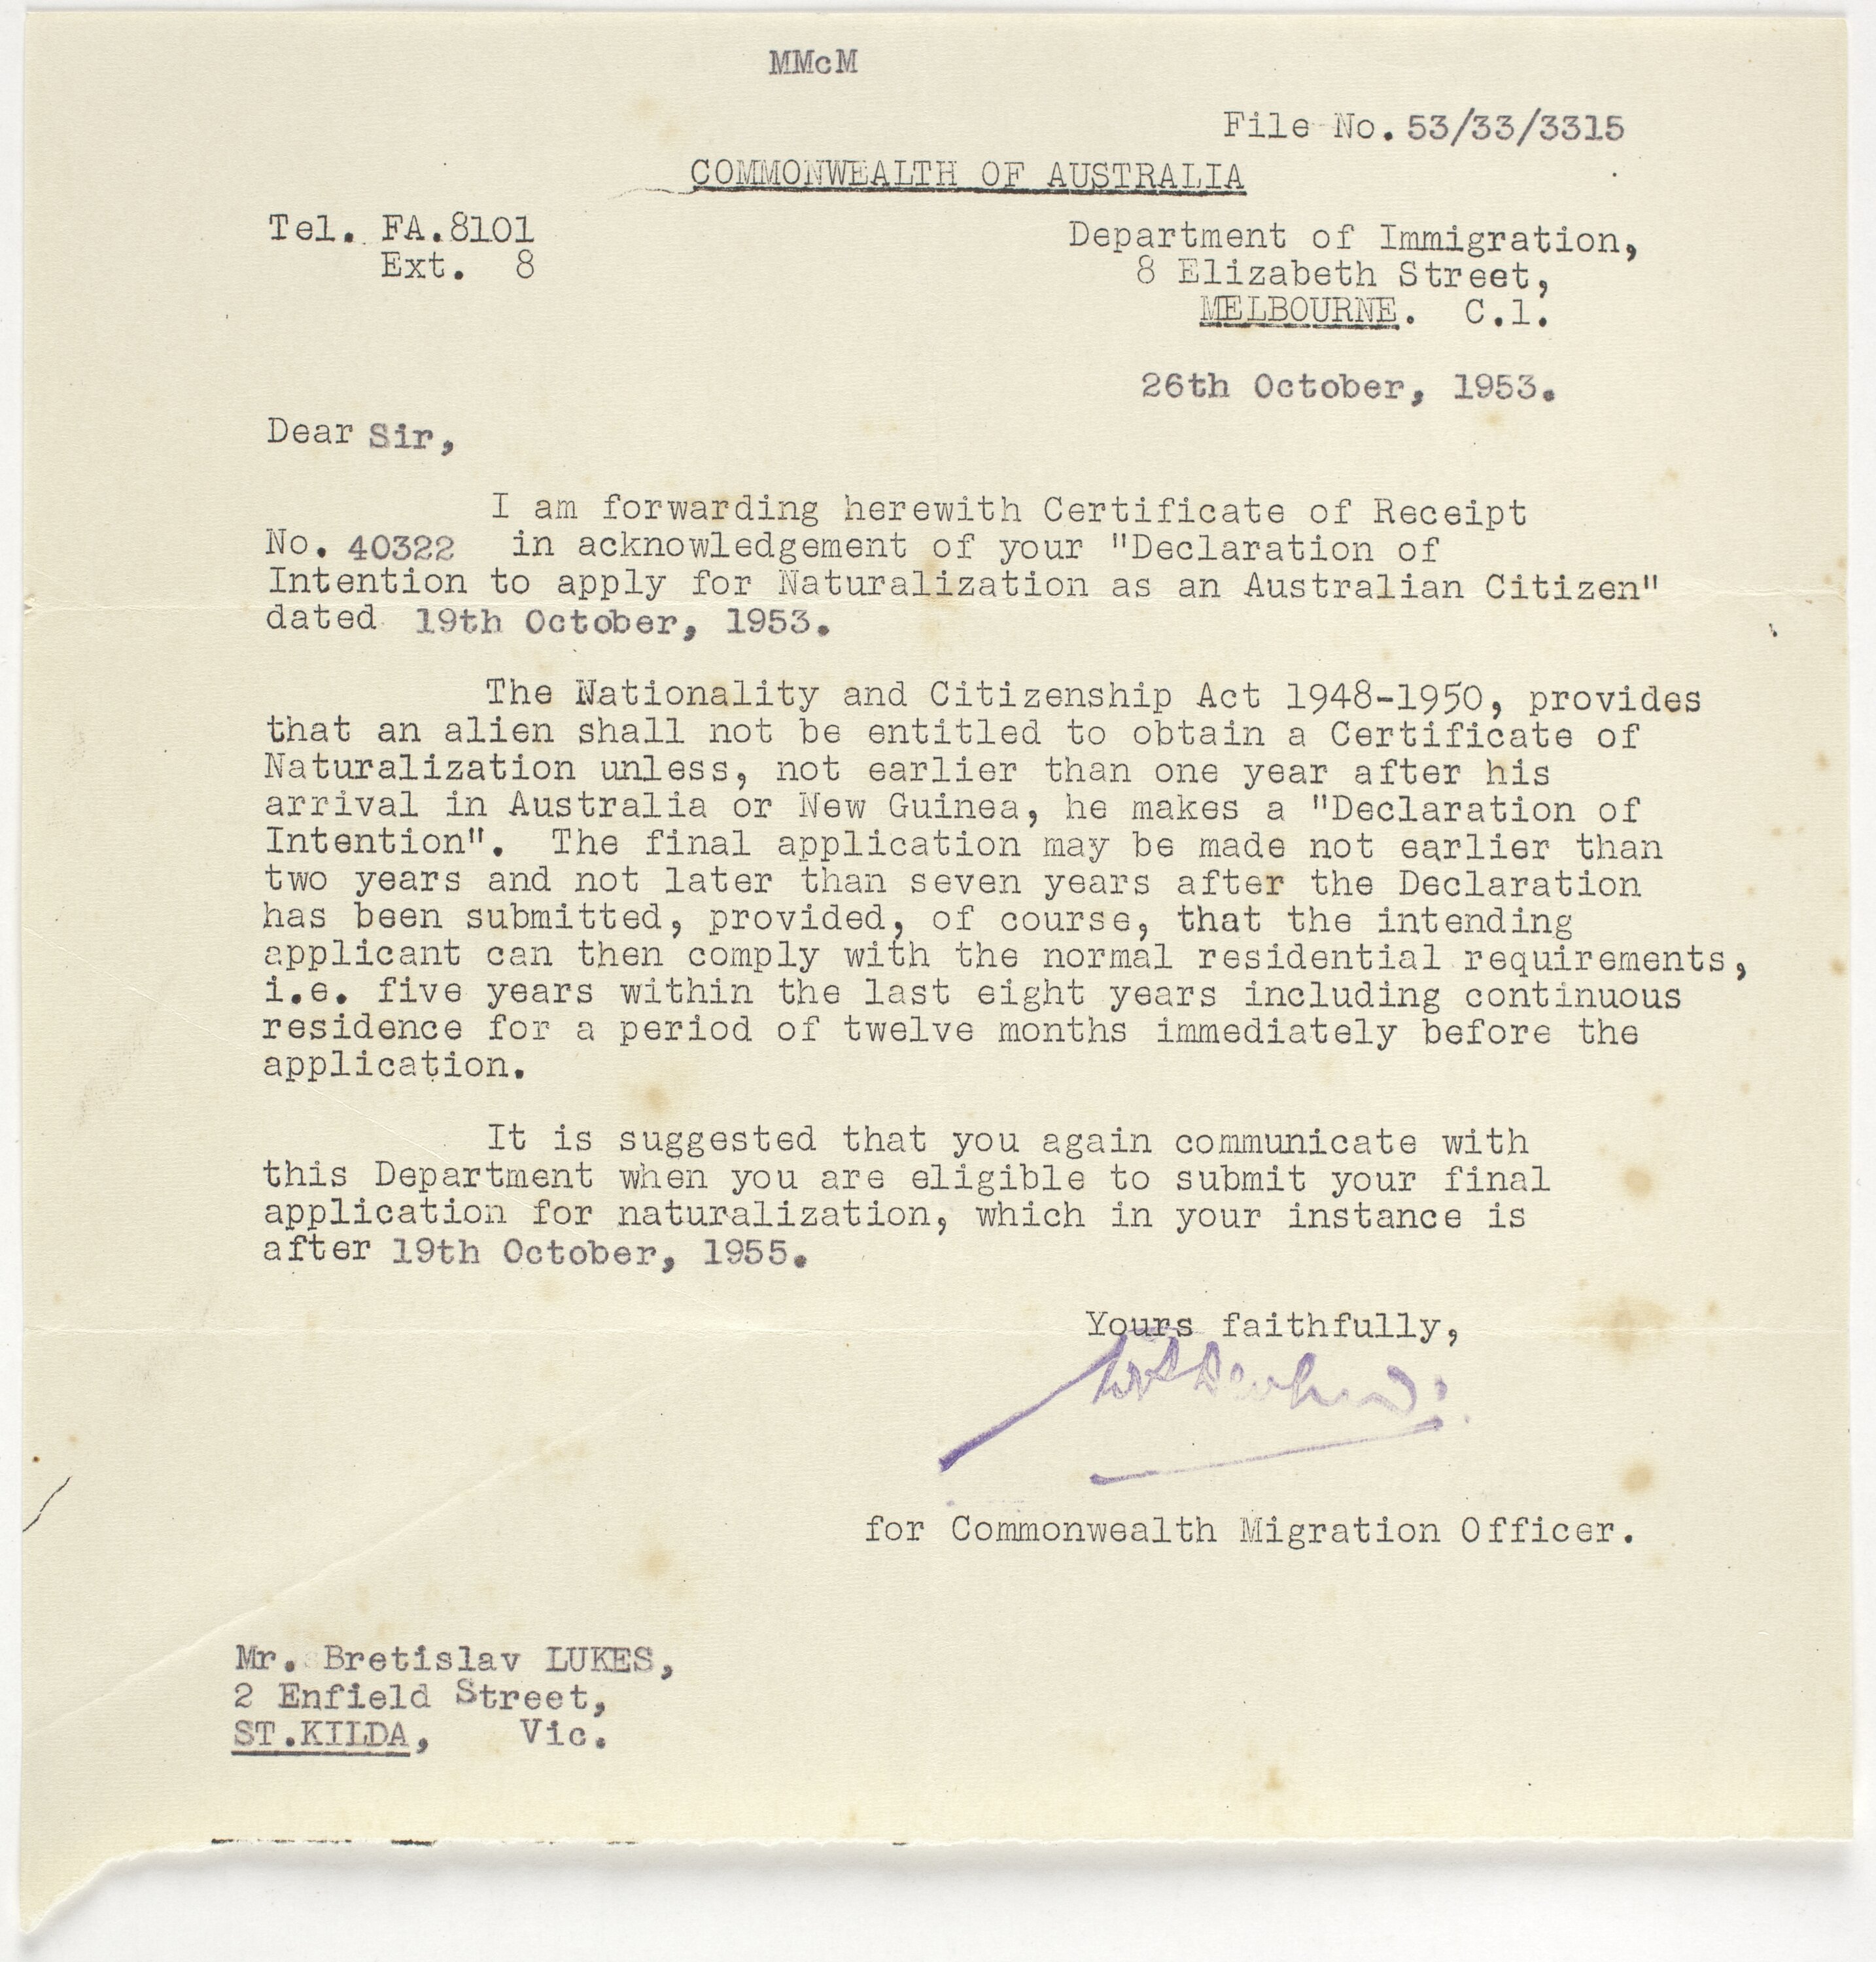 MMcM
File No. 53/33/3315
COMMONWEALTH OF AUSTRALIA
Tel. FA.8101
Ext. 8
Department of Immigration,
8 Elizabeth Street,
MELBOURNE. C.1.
26th October, 1953.
Dear Sir,
I am forwarding herewith Certificate of Receipt
No. 40322 in acknowledgement of your "Declaration of
Intention to apply for Naturalization as an Australian Citizen"
dated 19th October, 1953.
The Nationality and Citizenship Act 1948-1950, provides
that an alien shall not be entitled to obtain a Certificate of
Naturalization unless, not earlier than one year after his
arrival in Australia or New Guinea, he makes a "Declaration of
Intention". The final application may be made not earlier than
two years and not later than seven years after the Declaration
has been submitted, provided, of course, that the intending
applicant can then comply with the normal residential requirements,
i.e. five years within the last eight years including continuous
residence for a period of twelve months immediately before the
application.
It is suggested that you again communicate with
this Department when you are eligible to submit your final
application for naturalization, which in your instance is
after 19th October, 1955.
Yours faithfully,
for Commonwealth Migration Officer.
Mr. Bretislav LUKES,
2 Enfield Street,
ST.KILDA, Vic.